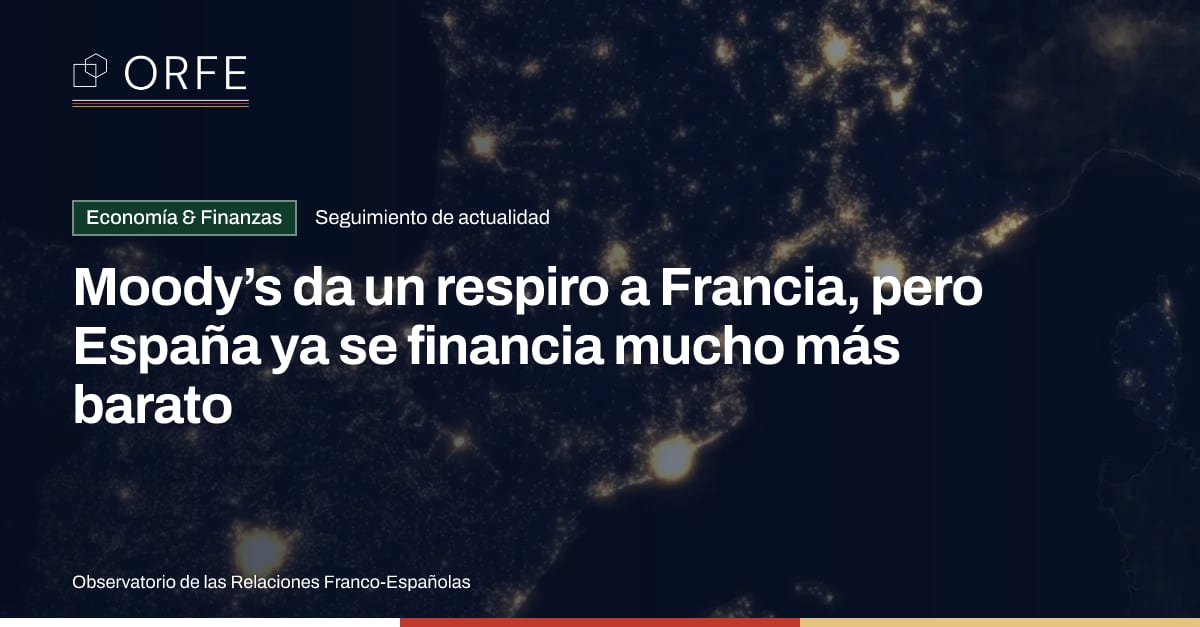 ORFE
Economía & Finanzas
Seguimiento de actualidad
Moody’s da un respiro a Francia, pero
España ya se financia mucho más
barato
Observatorio de las Relaciones Franco-Españolas